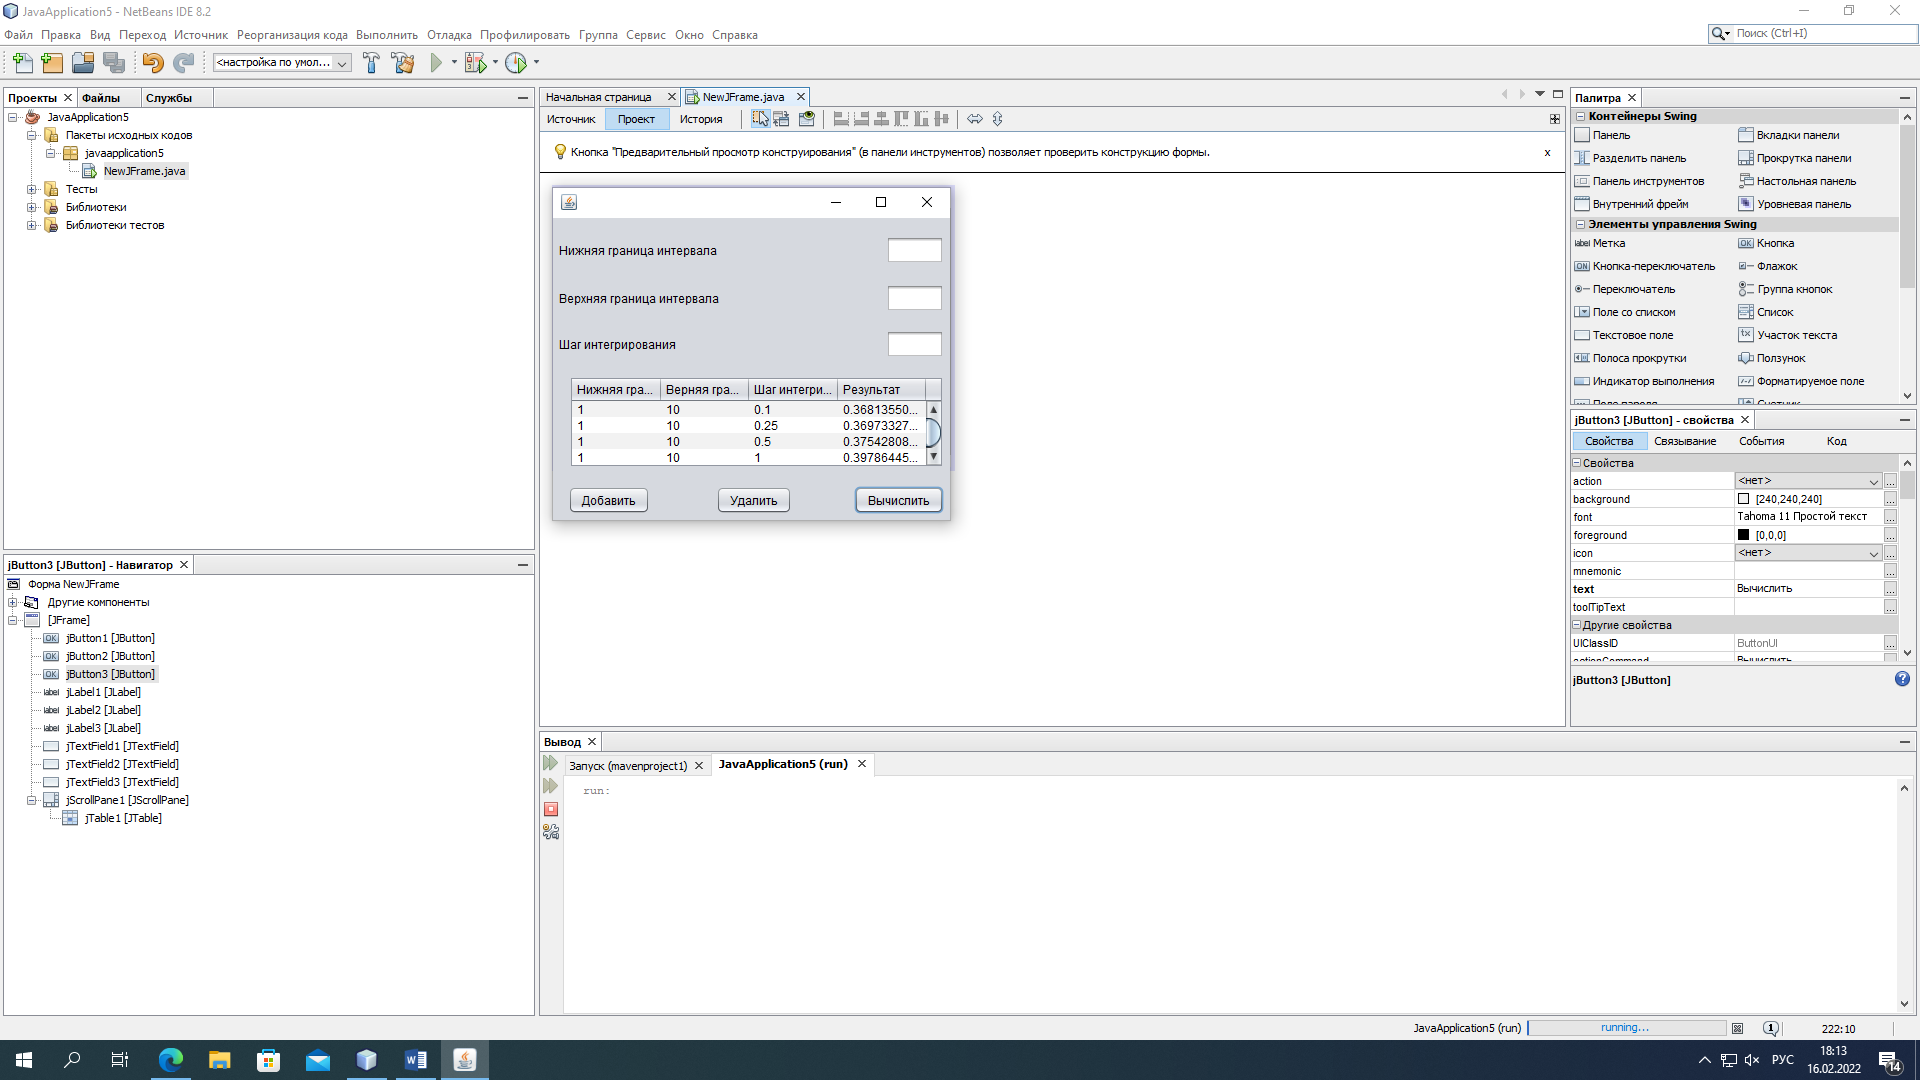 JavaApplication5 - NetBeans IDE 8.2
Файл Правка Вид Переход Источник Реорганизация кода Выполнить Отладка Профилировать Группа Сервис Окно Справка
Поиск (Ctrl+I)
<настройка по умол...
Проекты Файлы Службы
JavaApplication5
Пакеты исходных кодов
javaapplication5
NewJFrame.java
Тесты
Библиотеки
Библиотеки тестов
jButton3 [JButton] - Навигатор
Форма NewJFrame
Другие компоненты
[JFrame]
jButton1 [JButton]
jButton2 [JButton]
jButton3 [JButton]
jLabel1 [JLabel]
jLabel2 [JLabel]
jLabel3 [JLabel]
jTextField1 [JTextField]
jTextField2 [JTextField]
jTextField3 [JTextField]
jScrollPane1 [JScrollPane]
jTable1 [JTable]
Начальная страница NewJFrame.java
Источник Проект История
Кнопка "Предварительный просмотр конструирования" (в панели инструментов) позволяет проверить конструкцию формы. x
Нижняя граница интервала
Верхняя граница интервала
Шаг интегрирования
Нижняя гра... Верняя гра... Шаг интегри... Результат
1 10 0.1 0.36813550...
1 10 0.25 0.36973327...
1 10 0.5 0.37542808...
1 10 1 0.39786445...
Добавить Удалить Вычислить
Вывод
Запуск (mavenproject1) JavaApplication5 (run)
run:
Палитра
Контейнеры Swing
Панель Вкладки панели
Разделить панель Прокрутка панели
Панель инструментов Настольная панель
Внутренний фрейм Уровневая панель
Элементы управления Swing
label Метка OK Кнопка
ON Кнопка-переключатель Флажок
Переключатель Группа кнопок
Поле со списком Список
Текстовое поле Участок текста
Полоса прокрутки Ползунок
Индикатор выполнения Форматируемое поле
Поле пароля Счетчик
jButton3 [JButton] - свойства
Свойства Связывание События Код
Свойства
action <нет> ...
background [240,240,240] ...
font Tahoma 11 Простой текст ...
foreground [0,0,0] ...
icon <нет> ...
mnemonic ...
text Вычислить ...
toolTipText ...
Другие свойства
UIClassID ButtonUI ...
actionCommand Вычислить
jButton3 [JButton]
JavaApplication5 (run) running... 1 222:10
РУС 18:13
16.02.2022 14